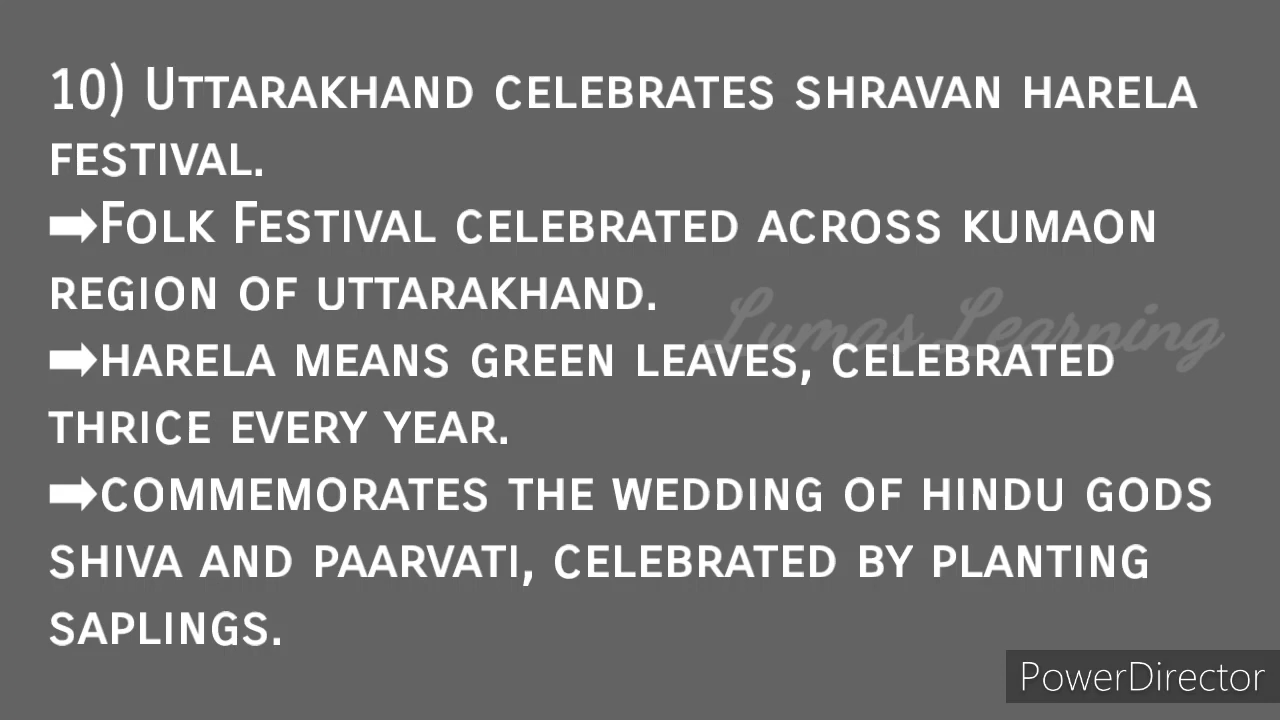 10) Uttarakhand celebrates shravan harela
festival.
➡Folk Festival celebrated across kumaon
region of uttarakhand.
Lumas Learning
➡harela means green leaves, celebrated
thrice every year.
➡commemorates the wedding of hindu gods
shiva and paarvati, celebrated by planting
saplings.
PowerDirector